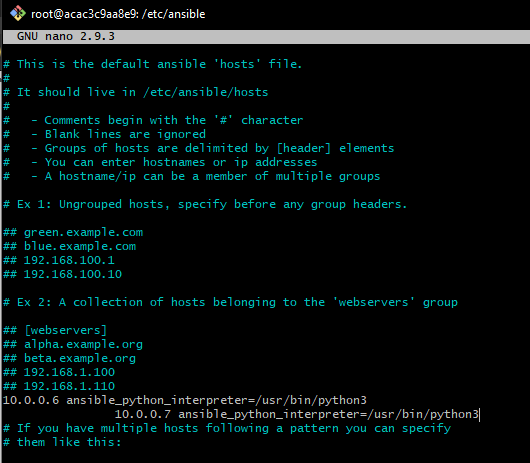 root@acac3c9aa8e9: /etc/ansible
GNU nano 2.9.3
# This is the default ansible 'hosts' file.
#
# It should live in /etc/ansible/hosts
#
#   - Comments begin with the '#' character
#   - Blank lines are ignored
#   - Groups of hosts are delimited by [header] elements
#   - You can enter hostnames or ip addresses
#   - A hostname/ip can be a member of multiple groups
# Ex 1: Ungrouped hosts, specify before any group headers.
## green.example.com
## blue.example.com
## 192.168.100.1
## 192.168.100.10
# Ex 2: A collection of hosts belonging to the 'webservers' group
## [webservers]
## alpha.example.org
## beta.example.org
## 192.168.1.100
## 192.168.1.110
10.0.0.6 ansible_python_interpreter=/usr/bin/python3
10.0.0.7 ansible_python_interpreter=/usr/bin/python3
# If you have multiple hosts following a pattern you can specify
# them like this: